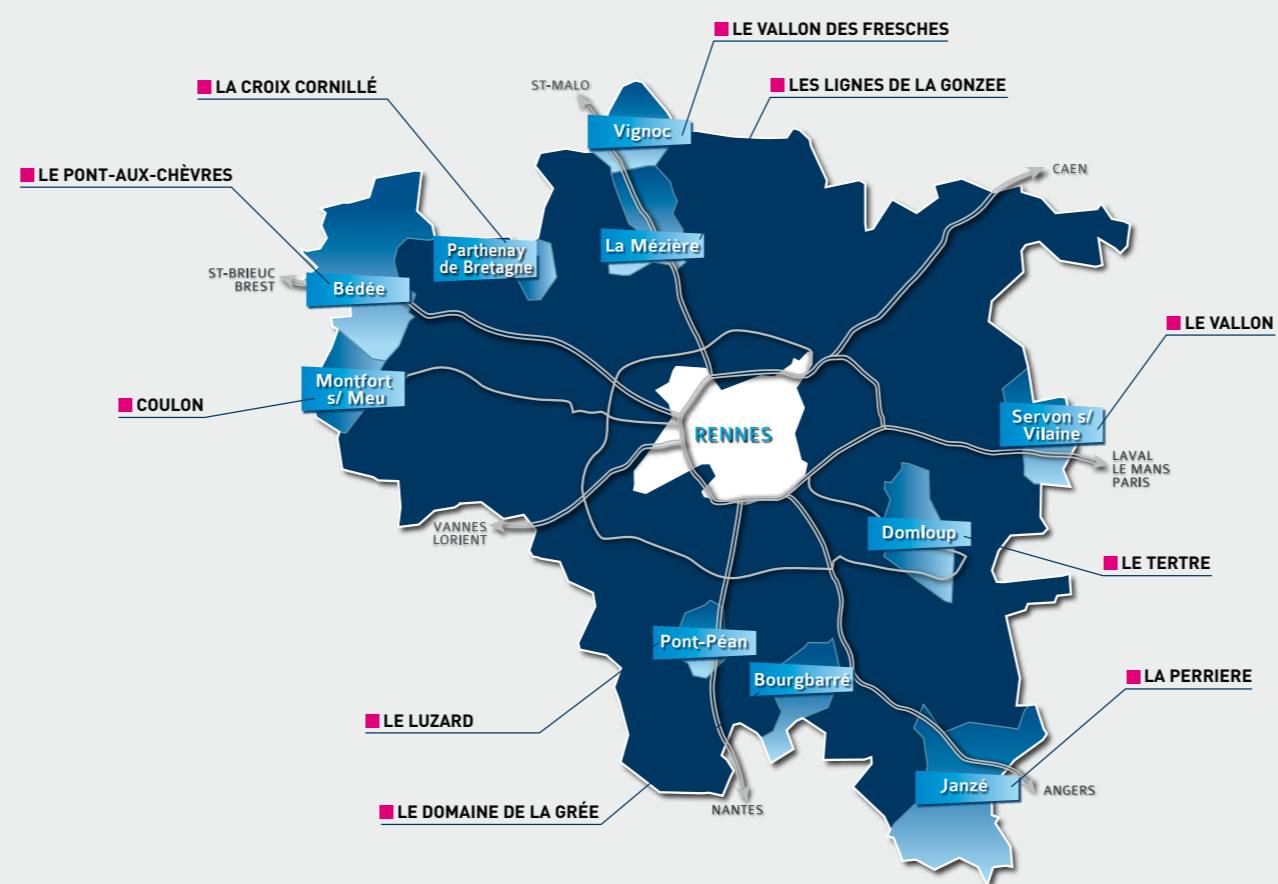 LE VALLON DES FRESCHES
LA CROIX CORNILLÉ
ST-MALO
LES LIGNES DE LA GONZEE
Vignoc
LE PONT-AUX-CHÈVRES
CAEN
Parthenay
de Bretagne
La Mézière
ST-BRIEUC
BREST
Bédée
LE VALLON
Montfort
s/ Meu
COULON
Servon s/
Vilaine
RENNES
LAVAL
LE MANS
PARIS
VANNES
LORIENT
Domloup
LE TERTRE
Pont-Péan
Bourgbarré
LA PERRIERE
LE LUZARD
Janzé
ANGERS
LE DOMAINE DE LA GRÉE
NANTES